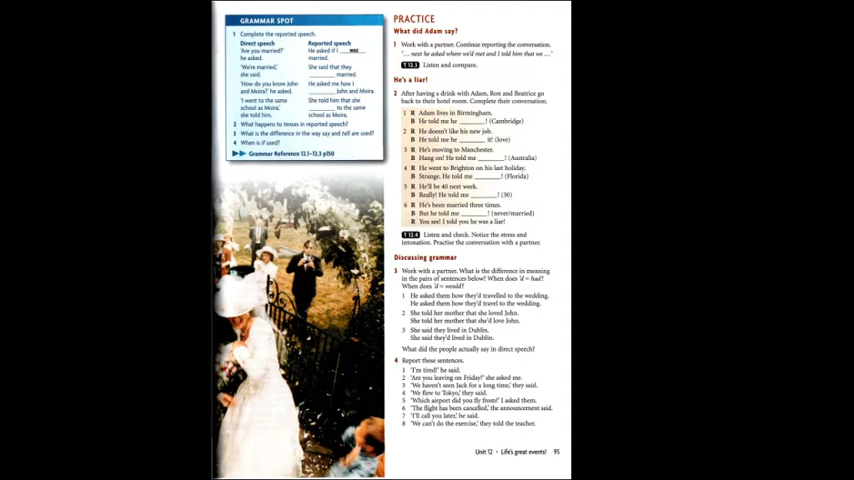 GRAMMAR SPOT
1 Complete the reported speech.
Direct speech Reported speech
'Are you married?' He asked if I was
he asked. married.
'We're married,' She said that they
she said. ________ married.
'How do you know John He asked me how I
and Moira?' he asked. ________ John and Moira.
'I went to the same She told him that she
school as Moira,' ________ to the same
she told him. school as Moira.
2 What happens to tenses in reported speech?
3 What is the difference in the way say and tell are used?
4 When is if used?
Grammar Reference 12.1–12.3 p150
PRACTICE
What did Adam say?
1 Work with a partner. Continue reporting the conversation.
'… next he asked where we'd met and I told him that we …'
T 12.3 Listen and compare.
He's a liar!
2 After having a drink with Adam, Ron and Beatrice go
back to their hotel room. Complete their conversation.
1 R Adam lives in Birmingham.
B He told me he ________! (Cambridge)
2 R He doesn't like his new job.
B He told me he ________ it! (love)
3 R He's moving to Manchester.
B Hang on! He told me ________! (Australia)
4 R He went to Brighton on his last holiday.
B Strange. He told me ________! (Florida)
5 R He'll be 40 next week.
B Really! He told me ________! (30)
6 R He's been married three times.
B But he told me ________! (never/married)
R You see! I told you he was a liar!
T 12.4 Listen and check. Notice the stress and
intonation. Practise the conversation with a partner.
Discussing grammar
3 Work with a partner. What is the difference in meaning
in the pairs of sentences below? When does 'd = had?
When does 'd = would?
1 He asked them how they'd travelled to the wedding.
He asked them how they'd travel to the wedding.
2 She told her mother that she loved John.
She told her mother that she'd love John.
3 She said they lived in Dublin.
She said they'd lived in Dublin.
What did the people actually say in direct speech?
4 Report these sentences.
1 'I'm tired!' he said.
2 'Are you leaving on Friday?' she asked me.
3 'We haven't seen Jack for a long time,' they said.
4 'We flew to Tokyo,' they said.
5 'Which airport did you fly from?' I asked them.
6 'The flight has been cancelled,' the announcement said.
7 'I'll call you later,' he said.
8 'We can't do the exercise,' they told the teacher.
Unit 12 • Life's great events! 95